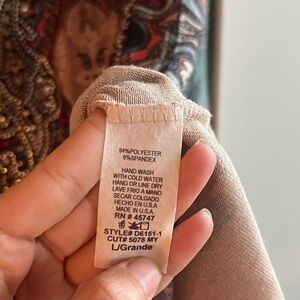 94%POLYESTER
6%SPANDEX
HAND WASH
WITH COLD WATER
HANG OR LINE DRY
LAVE FRIO A MANO
SECAR COLGADO
HECHO EN U.S.A
MADE IN U.S.A
RN # 45747
STYLE# D6151-1
CUT# 5078 MY
L/Grande